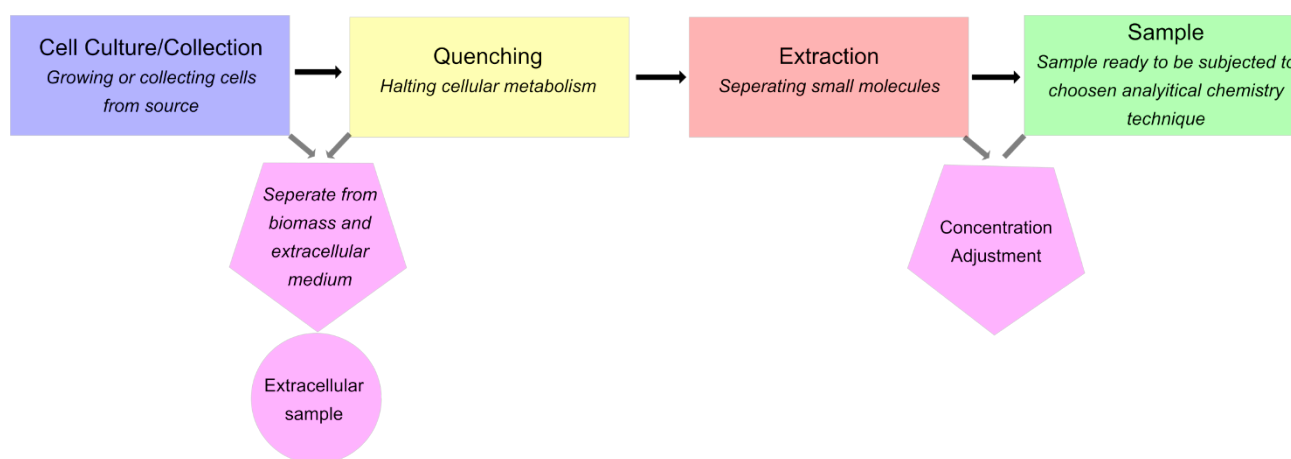 Cell Culture/Collection
Growing or collecting cells
from source
Quenching
Halting cellular metabolism
Extraction
Seperating small molecules
Sample
Sample ready to be subjected to
choosen analyitical chemistry
technique
Seperate from
biomass and
extracellular
medium
Concentration
Adjustment
Extracellular
sample